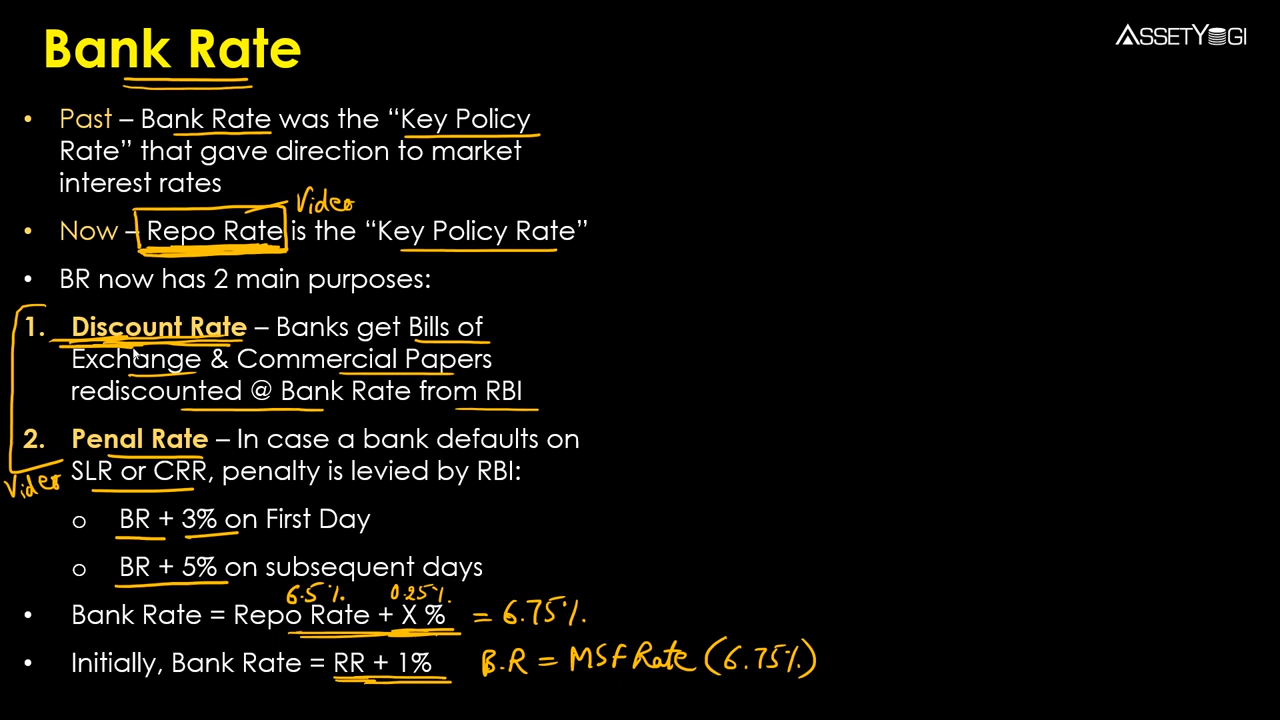 Bank Rate
ASSETYOGI
• Past – Bank Rate was the “Key Policy
Rate” that gave direction to market
interest rates
Video
• Now – Repo Rate is the “Key Policy Rate”
• BR now has 2 main purposes:
1. Discount Rate – Banks get Bills of
Exchange & Commercial Papers
rediscounted @ Bank Rate from RBI
2. Penal Rate – In case a bank defaults on
SLR or CRR, penalty is levied by RBI:
Video
o BR + 3% on First Day
o BR + 5% on subsequent days
6.5% 0.25%
• Bank Rate = Repo Rate + X % = 6.75%
• Initially, Bank Rate = RR + 1% B.R = MSF Rate (6.75%)